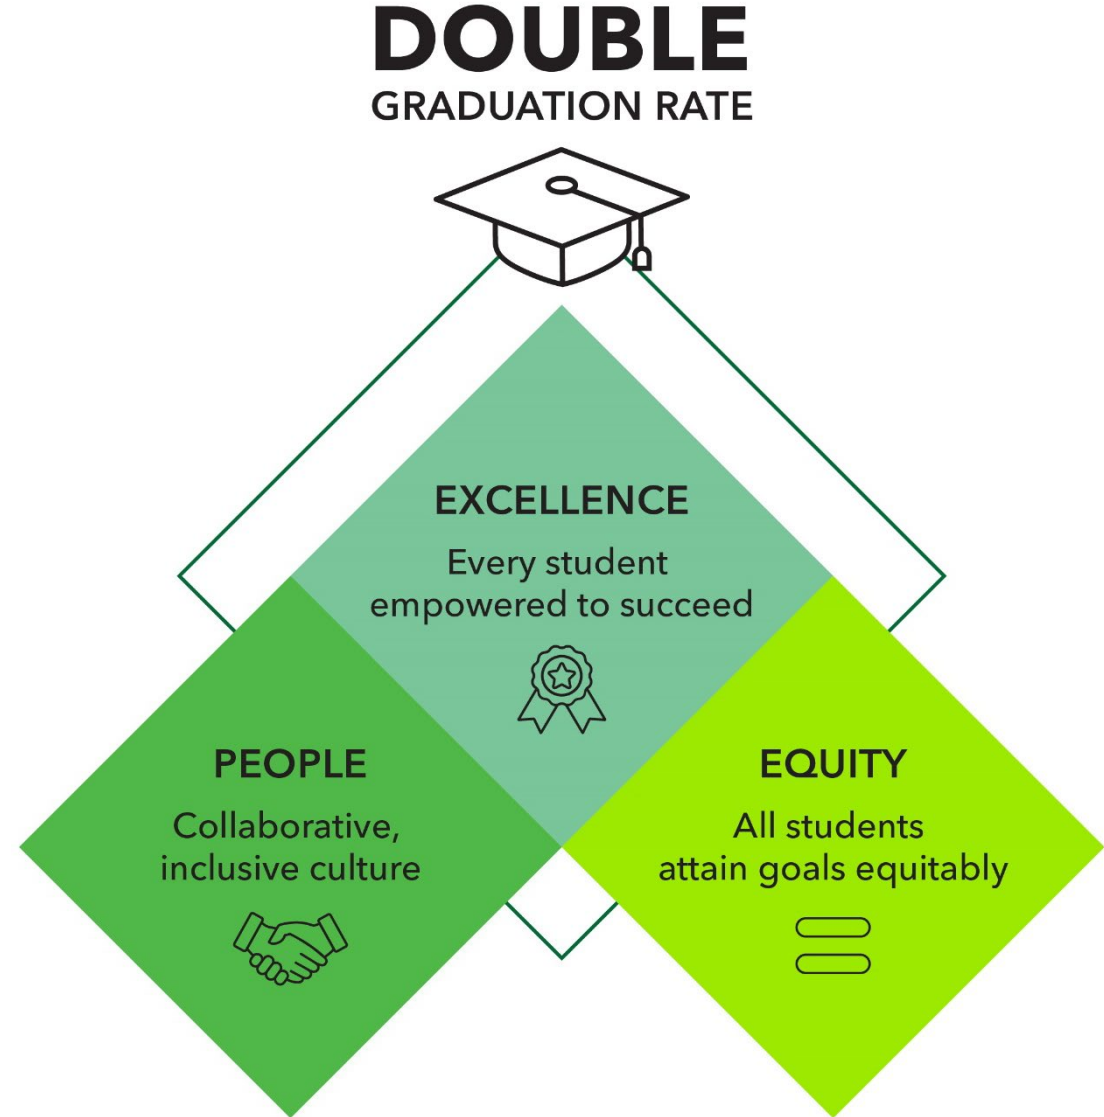 DOUBLE
GRADUATION RATE
EXCELLENCE
Every student
empowered to succeed
PEOPLE
Collaborative,
inclusive culture
EQUITY
All students
attain goals equitably